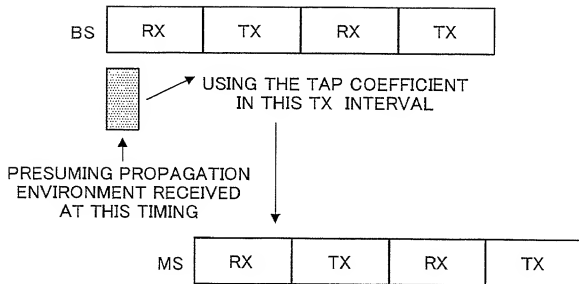 BS RX TX RX TX
USING THE TAP COEFFICIENT
IN THIS TX INTERVAL
PRESUMING PROPAGATION
ENVIRONMENT RECEIVED
AT THIS TIMING
MS RX TX RX TX